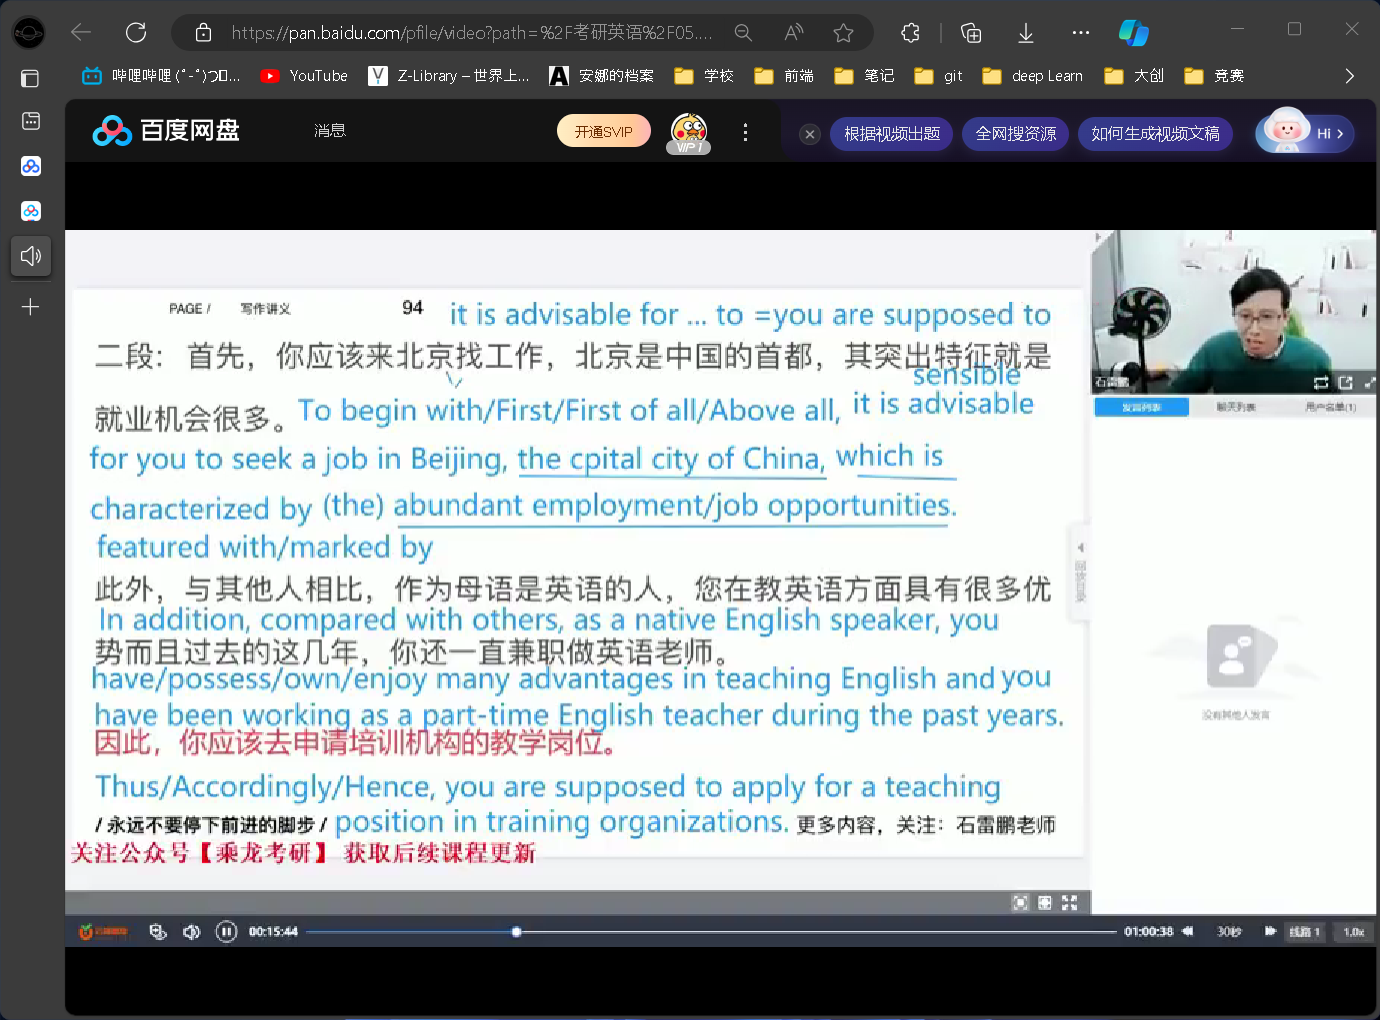 https://pan.baidu.com/pfile/video?path=%2F考研英语%2F05...
哔哩哔哩 (゜-゜)つロ...
YouTube
Z-Library – 世界上...
安娜的档案
学校
前端
笔记
git
deep Learn
大创
竞赛
百度网盘
消息
开通SVIP
VIP 1
根据视频出题
全网搜资源
如何生成视频文稿
Hi >
PAGE / 写作讲义 94
it is advisable for ... to =you are supposed to
二段：首先，你应该来北京找工作，北京是中国的首都，其突出特征就是
sensible
就业机会很多。To begin with/First/First of all/Above all, it is advisable
for you to seek a job in Beijing, the cpital city of China, which is
characterized by (the) abundant employment/job opportunities.
featured with/marked by
此外，与其他人相比，作为母语是英语的人，您在教英语方面具有很多优
In addition, compared with others, as a native English speaker, you
势而且过去的这几年，你还一直兼职做英语老师。
have/possess/own/enjoy many advantages in teaching English and you
have been working as a part-time English teacher during the past years.
因此，你应该去申请培训机构的教学岗位。
Thus/Accordingly/Hence, you are supposed to apply for a teaching
/ 永远不要停下前进的脚步 / position in training organizations. 更多内容，关注：石雷鹏老师
关注公众号【乘龙考研】 获取后续课程更新
石雷鹏
发言列表
聊天列表
用户名单(1)
回放目录
没有其他人发言
00:15:44
01:00:38
30秒
线路 1
1.0x